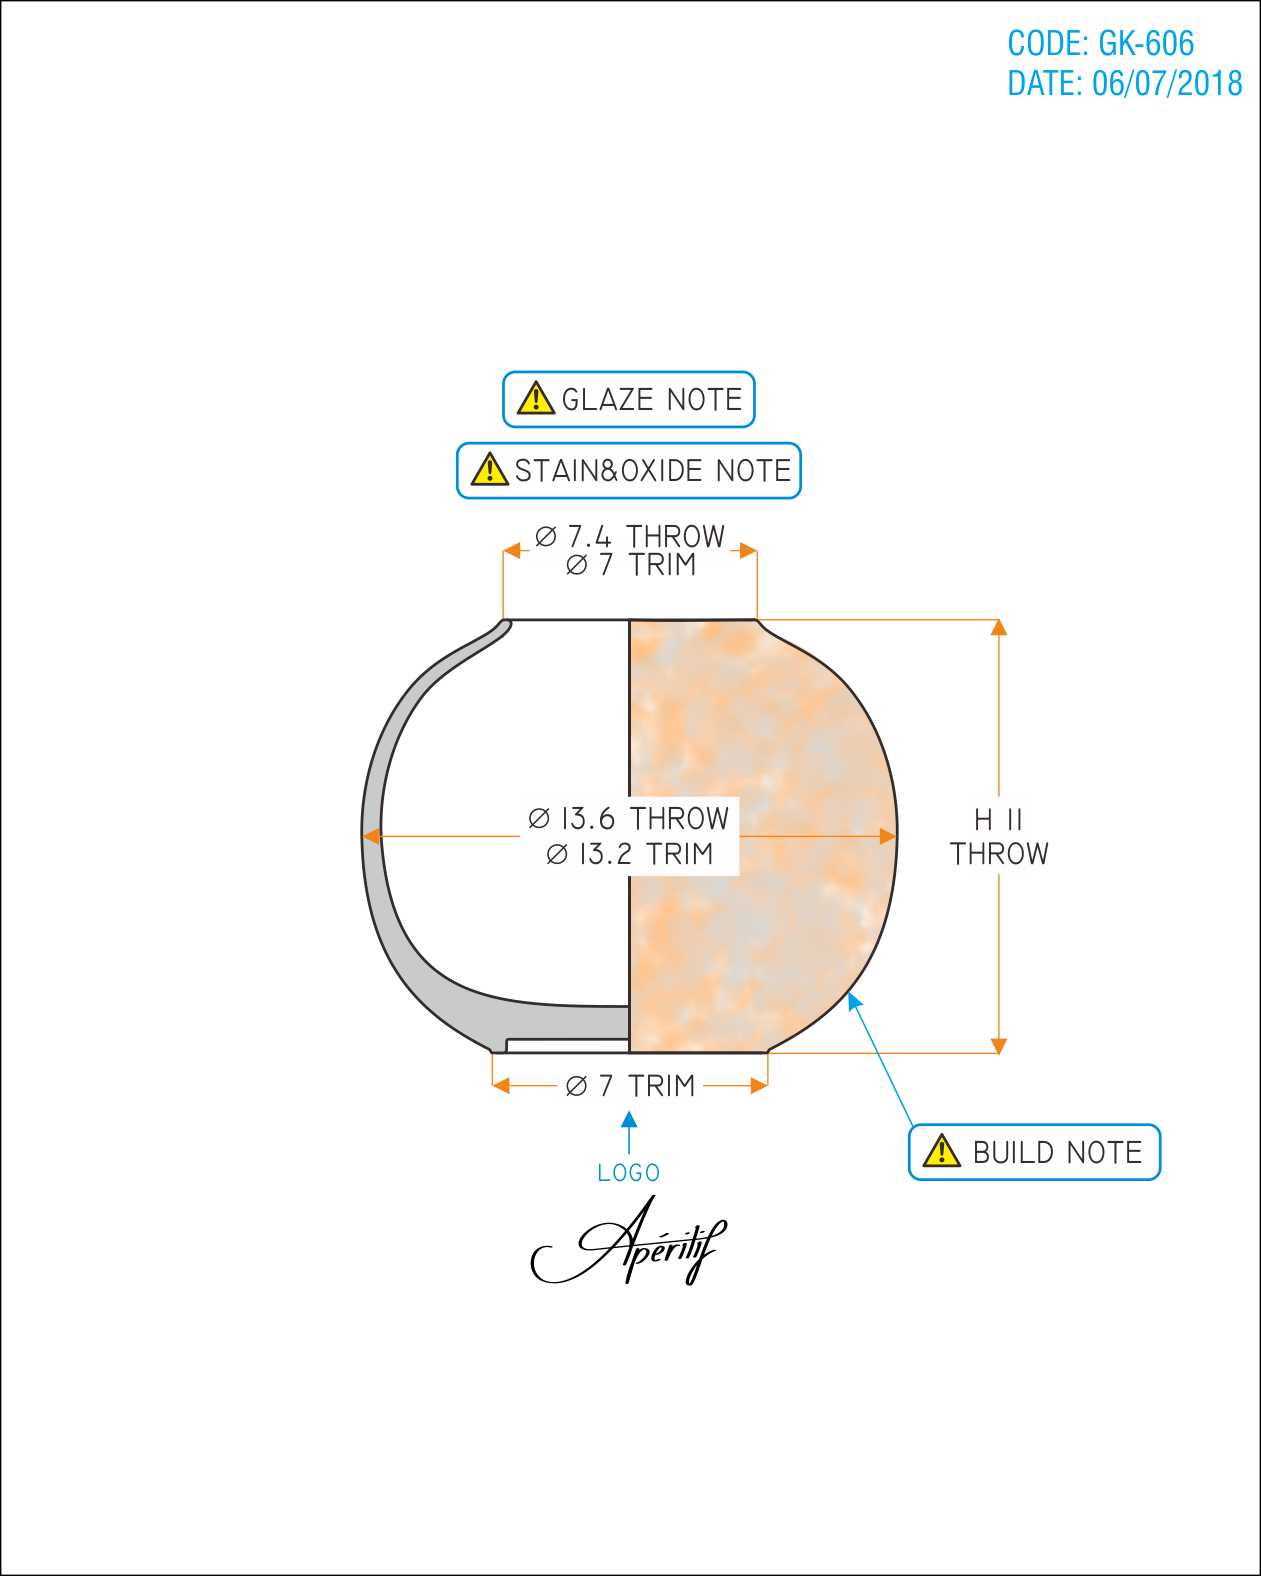 CODE: GK-606
DATE: 06/07/2018
GLAZE NOTE
STAIN&OXIDE NOTE
Ø 7.4 THROW
Ø 7 TRIM
Ø 13.6 THROW
Ø 13.2 TRIM
H 11
THROW
Ø 7 TRIM
BUILD NOTE
LOGO
Apéritif